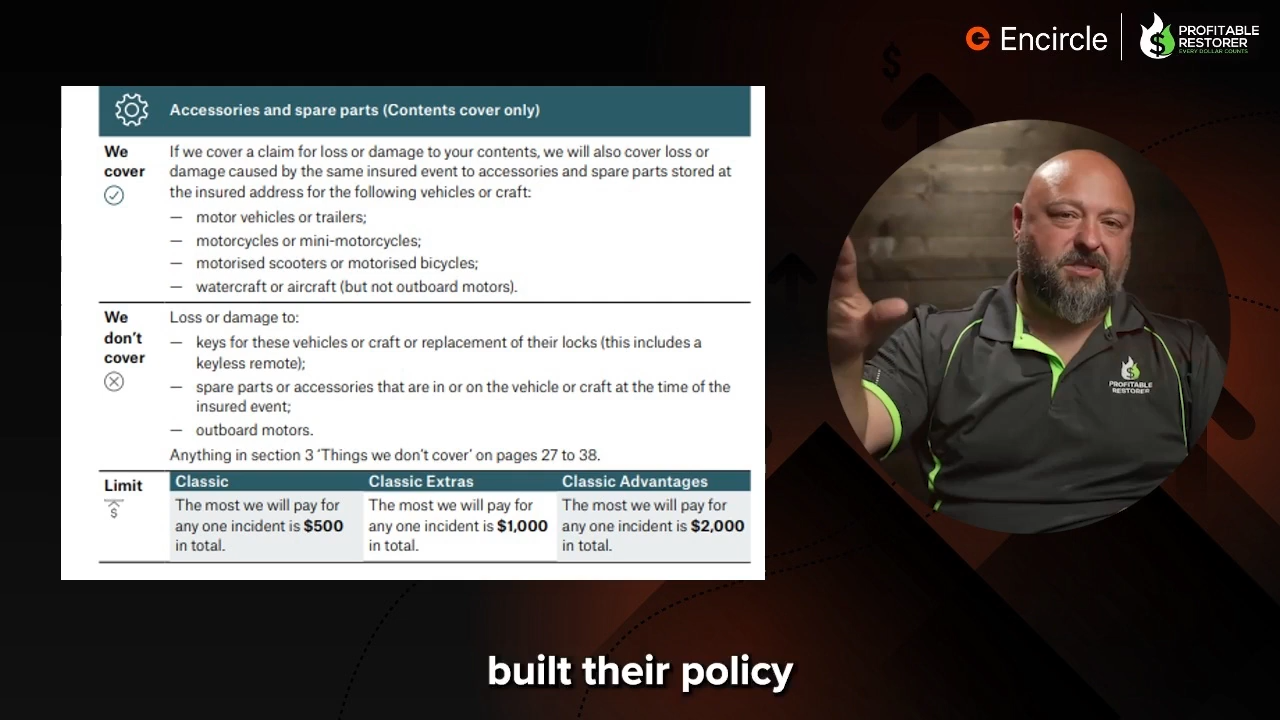 Encircle
PROFITABLE
RESTORER
EVERY DOLLAR COUNTS
Accessories and spare parts (Contents cover only)
We
cover
If we cover a claim for loss or damage to your contents, we will also cover loss or
damage caused by the same insured event to accessories and spare parts stored at
the insured address for the following vehicles or craft:
— motor vehicles or trailers;
— motorcycles or mini-motorcycles;
— motorised scooters or motorised bicycles;
— watercraft or aircraft (but not outboard motors).
We
don't
cover
Loss or damage to:
— keys for these vehicles or craft or replacement of their locks (this includes a
keyless remote);
— spare parts or accessories that are in or on the vehicle or craft at the time of the
insured event;
— outboard motors.
Anything in section 3 'Things we don't cover' on pages 27 to 38.
Limit
$
Classic
The most we will pay for
any one incident is $500
in total.
Classic Extras
The most we will pay for
any one incident is $1,000
in total.
Classic Advantages
The most we will pay for
any one incident is $2,000
in total.
PROFITABLE
RESTORER
built their policy